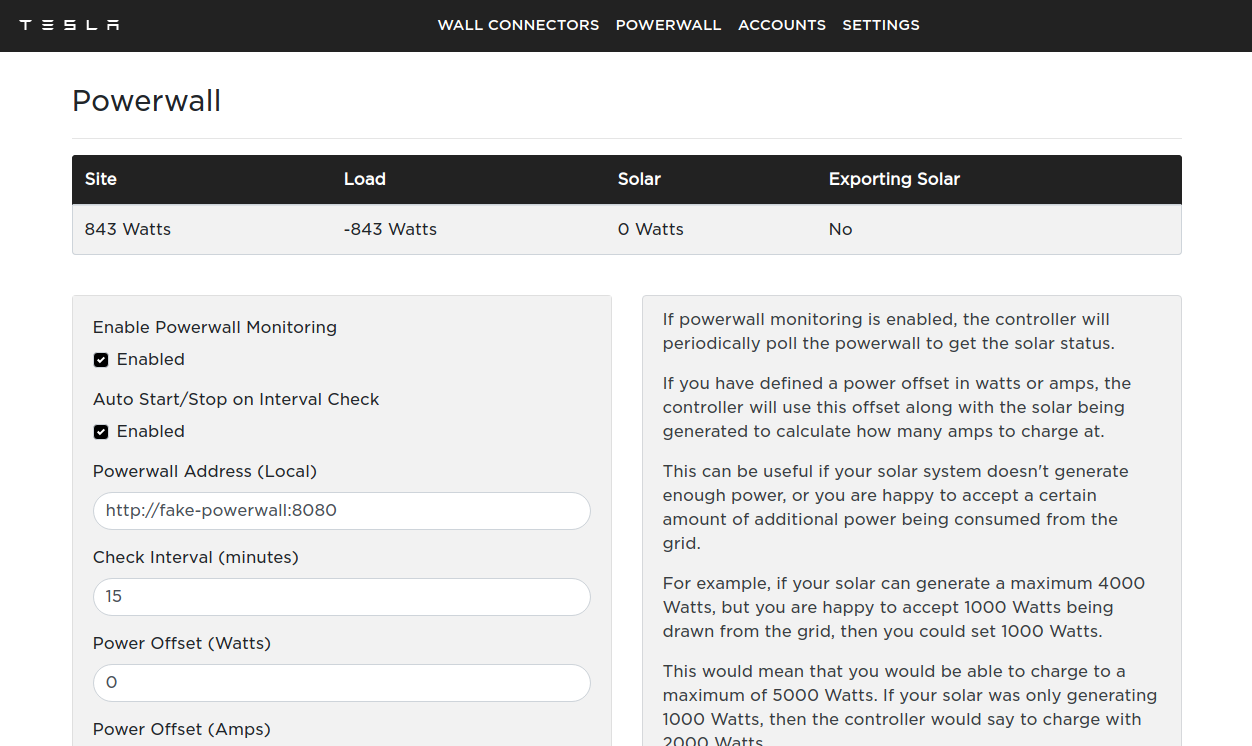 TESLA
WALL CONNECTORS POWERWALL ACCOUNTS SETTINGS
Powerwall
Site Load Solar Exporting Solar
843 Watts -843 Watts 0 Watts No
Enable Powerwall Monitoring
Enabled
Auto Start/Stop on Interval Check
Enabled
Powerwall Address (Local)
http://fake-powerwall:8080
Check Interval (minutes)
15
Power Offset (Watts)
0
Power Offset (Amps)
If powerwall monitoring is enabled, the controller will
periodically poll the powerwall to get the solar status.
If you have defined a power offset in watts or amps, the
controller will use this offset along with the solar being
generated to calculate how many amps to charge at.
This can be useful if your solar system doesn't generate
enough power, or you are happy to accept a certain
amount of additional power being consumed from the
grid.
For example, if your solar can generate a maximum 4000
Watts, but you are happy to accept 1000 Watts being
drawn from the grid, then you could set 1000 Watts.
This would mean that you would be able to charge to a
maximum of 5000 Watts. If your solar was only generating
1000 Watts, then the controller would say to charge with
2000 Watts